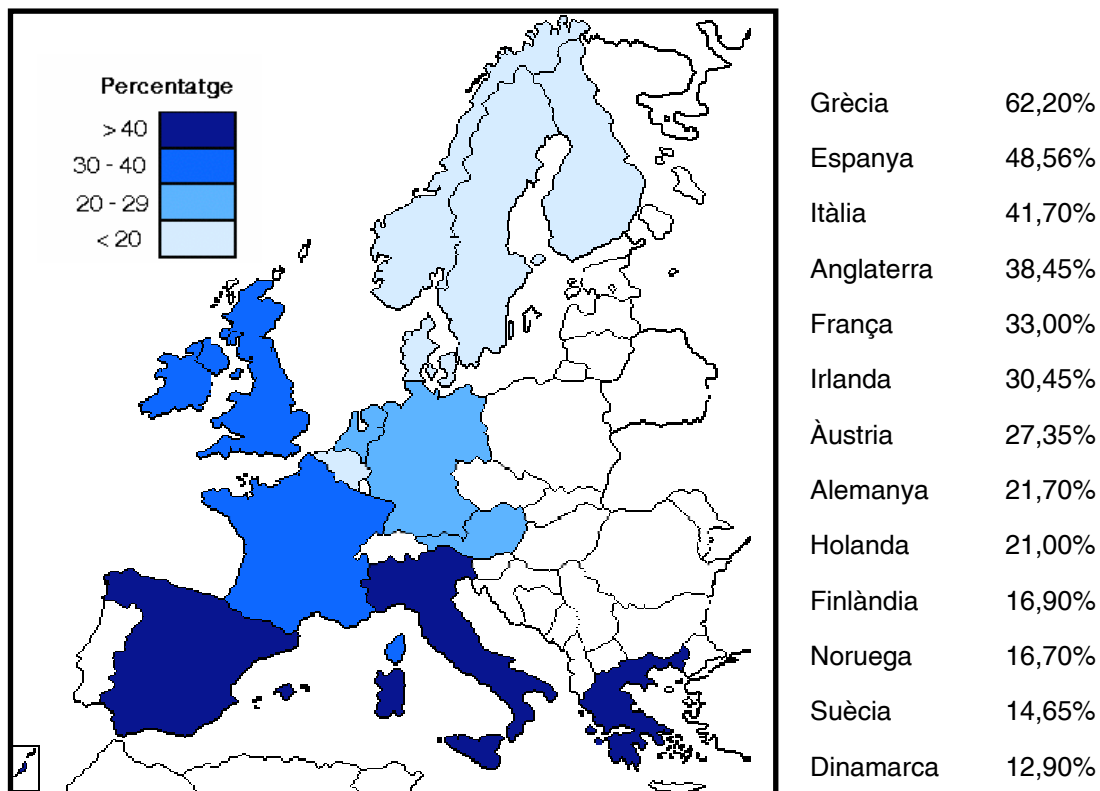 Percentatge
> 40
30 - 40
20 - 29
< 20
Grècia 62,20%
Espanya 48,56%
Itàlia 41,70%
Anglaterra 38,45%
França 33,00%
Irlanda 30,45%
Àustria 27,35%
Alemanya 21,70%
Holanda 21,00%
Finlàndia 16,90%
Noruega 16,70%
Suècia 14,65%
Dinamarca 12,90%